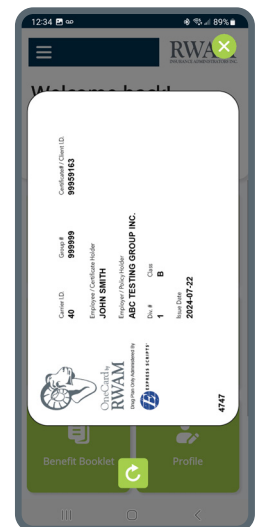 12:34
89%
RWAM
INSURANCE ADMINISTRATORS INC.
Welcome back!
OneCard by
RWAM
Drug Plan Only Administered by
EXPRESS SCRIPTS®
4747
Carrier I.D. Group # Certificate# / Client I.D.
40 999999 99959163
Employee / Certificate Holder
JOHN SMITH
Employer / Policy Holder
ABC TESTING GROUP INC.
Div. # Class
1 B
Issue Date
2024-07-22
Benefit Booklet
Profile